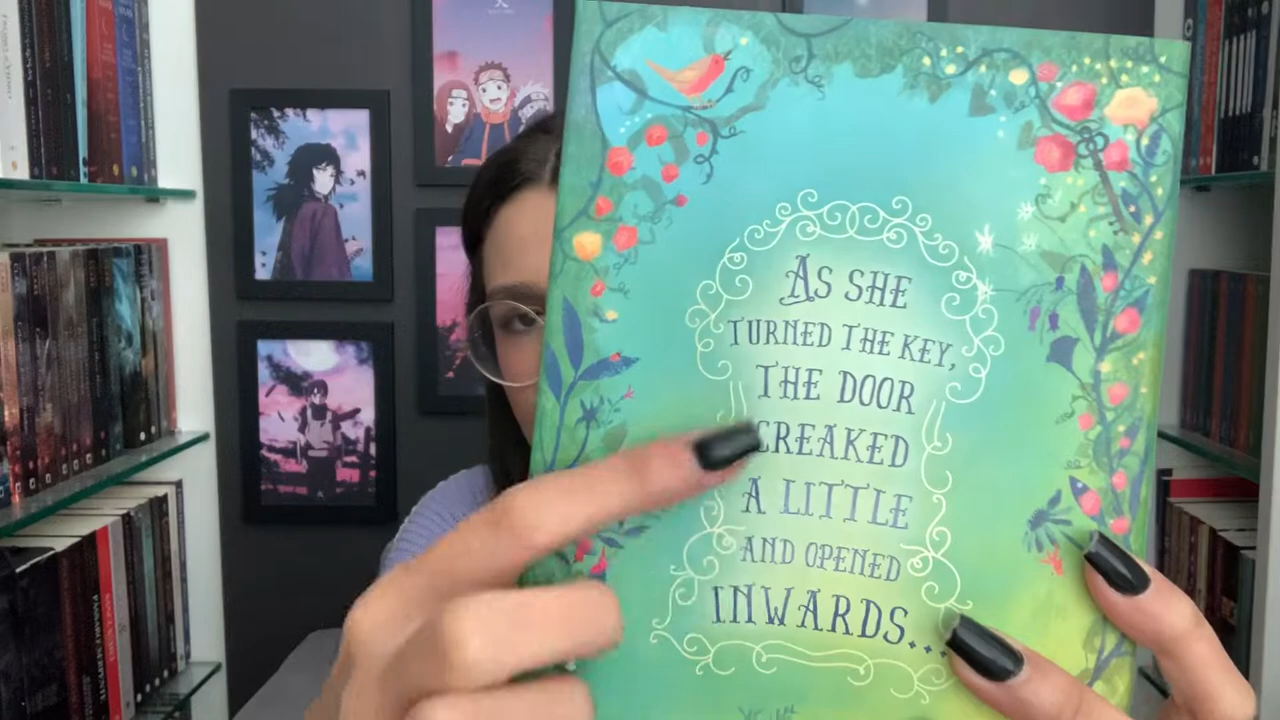 AS SHE
TURNED THE KEY,
THE DOOR
CREAKED
A LITTLE
AND OPENED
INWARDS...